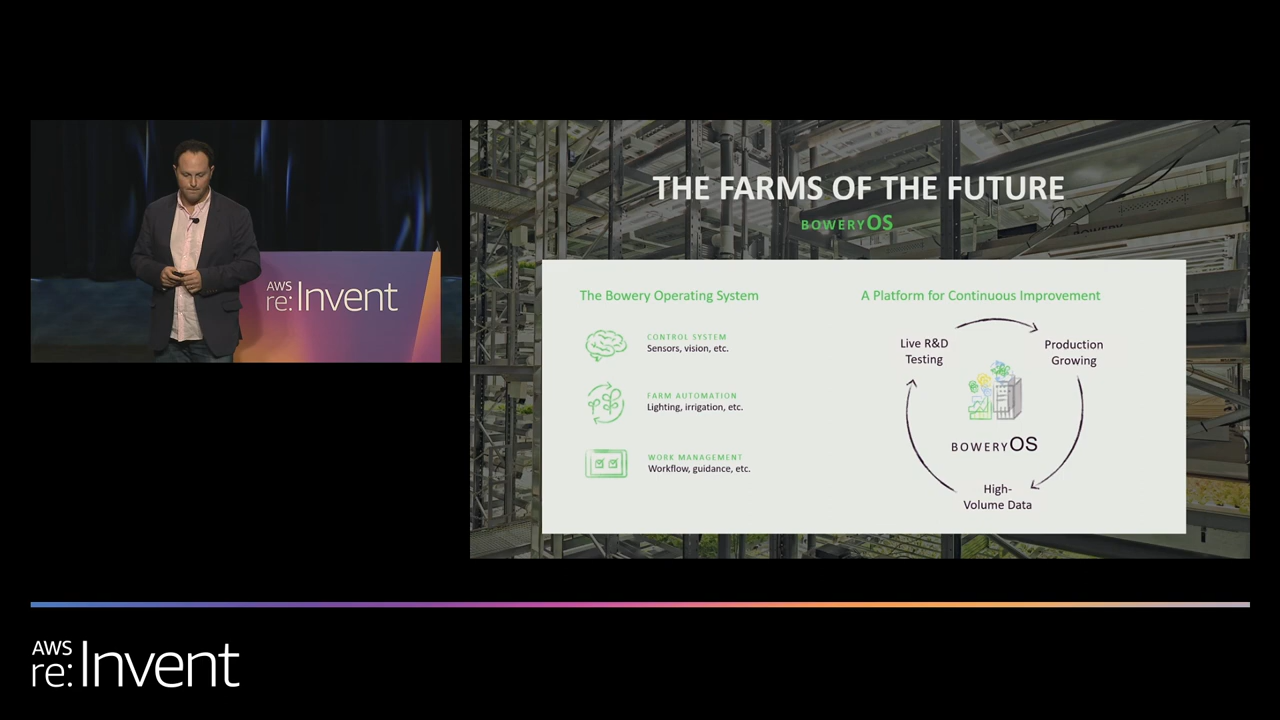 AWS
re:Invent
THE FARMS OF THE FUTURE
BOWERYOS
The Bowery Operating System
CONTROL SYSTEM
Sensors, vision, etc.
FARM AUTOMATION
Lighting, irrigation, etc.
WORK MANAGEMENT
Workflow, guidance, etc.
A Platform for Continuous Improvement
Live R&D
Testing
Production
Growing
BOWERYOS
High-
Volume Data
BOWERY
AWS
re:Invent